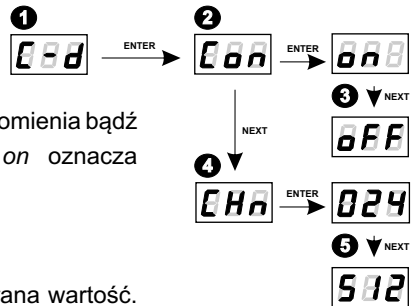 1 2
C-d ENTER Con ENTER on
3 NEXT
omienia bądź
NEXT
oFF
on oznacza
4
CHn ENTER 024
5 NEXT
rana wartość.
512